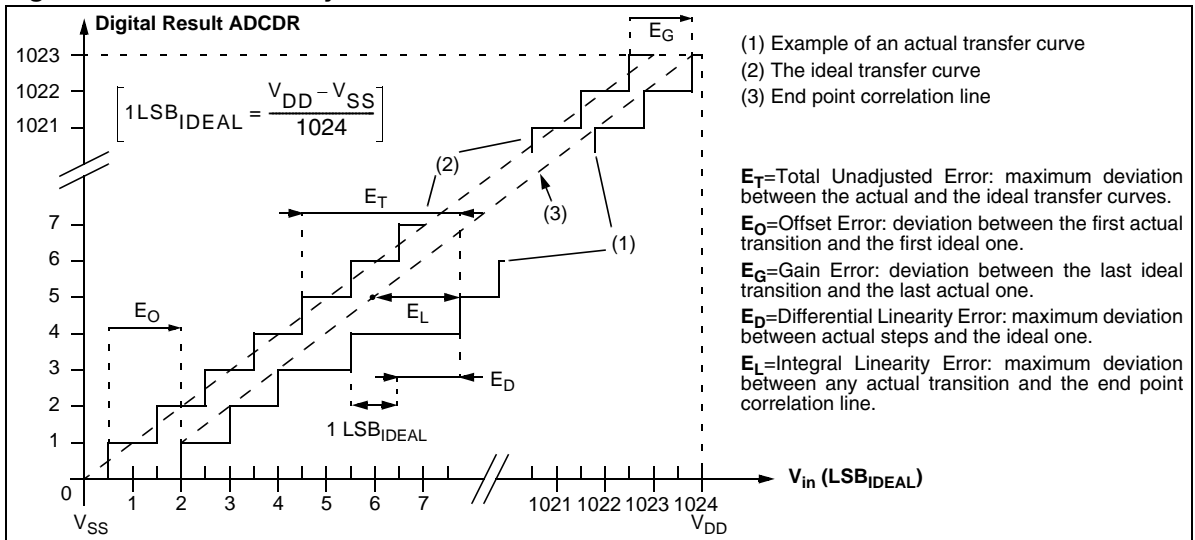 Digital Result ADCDR
1023
1022
1021
7
6
5
4
3
2
1
0
[1LSB_IDEAL = (V_DD – V_SS) / 1024]
E_G
(2)
E_T
(3)
(1)
E_O
E_L
E_D
1 LSB_IDEAL
1 2 3 4 5 6 7 1021 1022 1023 1024
V_in (LSB_IDEAL)
V_SS
V_DD
(1) Example of an actual transfer curve
(2) The ideal transfer curve
(3) End point correlation line
E_T=Total Unadjusted Error: maximum deviation
between the actual and the ideal transfer curves.
E_O=Offset Error: deviation between the first actual
transition and the first ideal one.
E_G=Gain Error: deviation between the last ideal
transition and the last actual one.
E_D=Differential Linearity Error: maximum deviation
between actual steps and the ideal one.
E_L=Integral Linearity Error: maximum deviation
between any actual transition and the end point
correlation line.